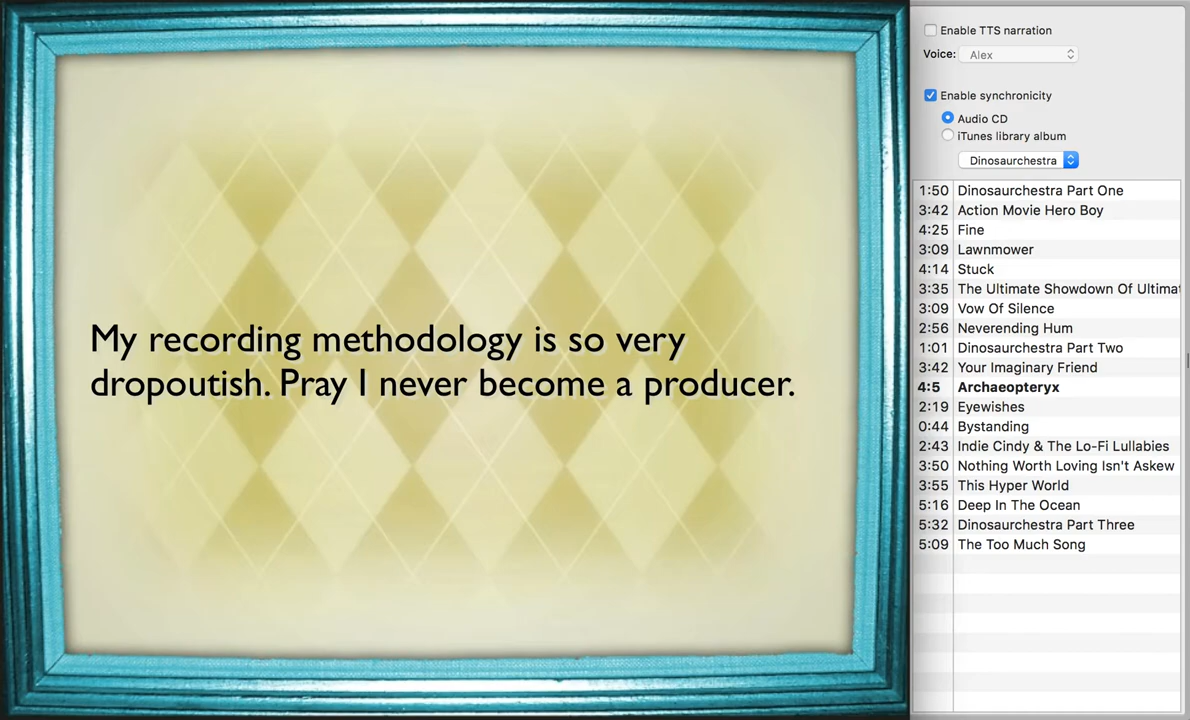 My recording methodology is so very
dropoutish. Pray I never become a producer.
Enable TTS narration
Voice: Alex
Enable synchronicity
Audio CD
iTunes library album
Dinosaurchestra
1:50 Dinosaurchestra Part One
3:42 Action Movie Hero Boy
4:25 Fine
3:09 Lawnmower
4:14 Stuck
3:35 The Ultimate Showdown Of Ultimat
3:09 Vow Of Silence
2:56 Neverending Hum
1:01 Dinosaurchestra Part Two
3:42 Your Imaginary Friend
4:5 Archaeopteryx
2:19 Eyewishes
0:44 Bystanding
2:43 Indie Cindy & The Lo-Fi Lullabies
3:50 Nothing Worth Loving Isn't Askew
3:55 This Hyper World
5:16 Deep In The Ocean
5:32 Dinosaurchestra Part Three
5:09 The Too Much Song